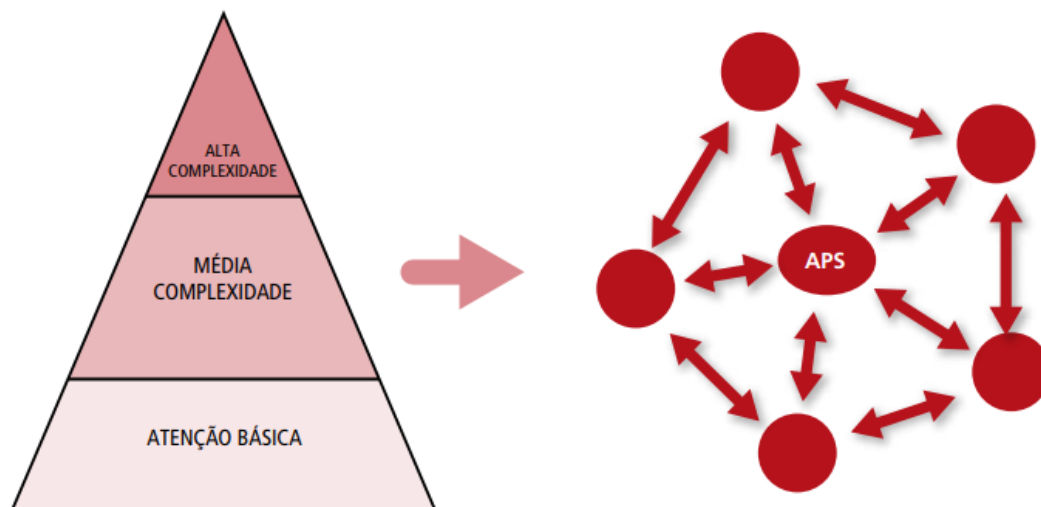 ALTA
COMPLEXIDADE
MÉDIA
COMPLEXIDADE
ATENÇÃO BÁSICA
APS